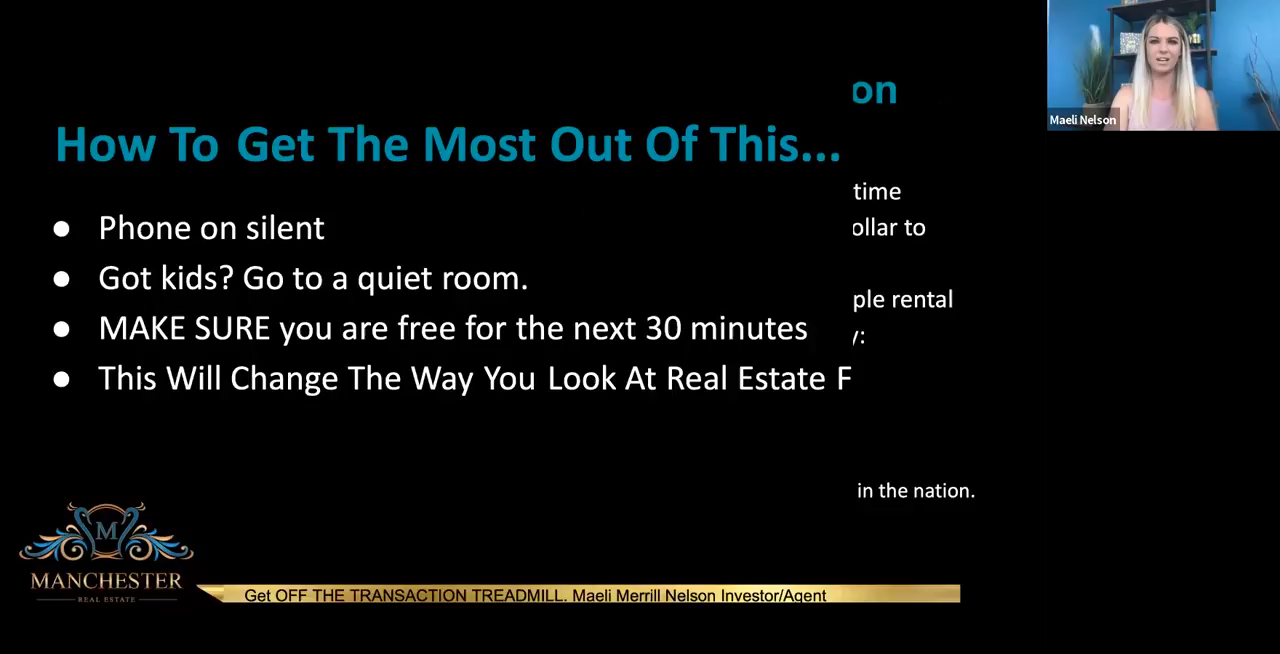 on
Maeli Nelson
How To Get The Most Out Of This...
time
● Phone on silent
ollar to
● Got kids? Go to a quiet room.
ple rental
● MAKE SURE you are free for the next 30 minutes
y:
● This Will Change The Way You Look At Real Estate F
in the nation.
M
MANCHESTER
REAL ESTATE
Get OFF THE TRANSACTION TREADMILL. Maeli Merrill Nelson Investor/Agent